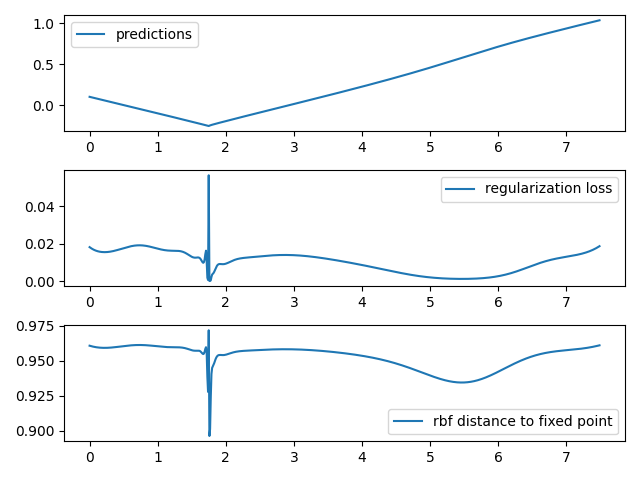 1.0
0.5
0.0
predictions
0 1 2 3 4 5 6 7
0.04
0.02
0.00
regularization loss
0 1 2 3 4 5 6 7
0.975
0.950
0.925
0.900
rbf distance to fixed point
0 1 2 3 4 5 6 7